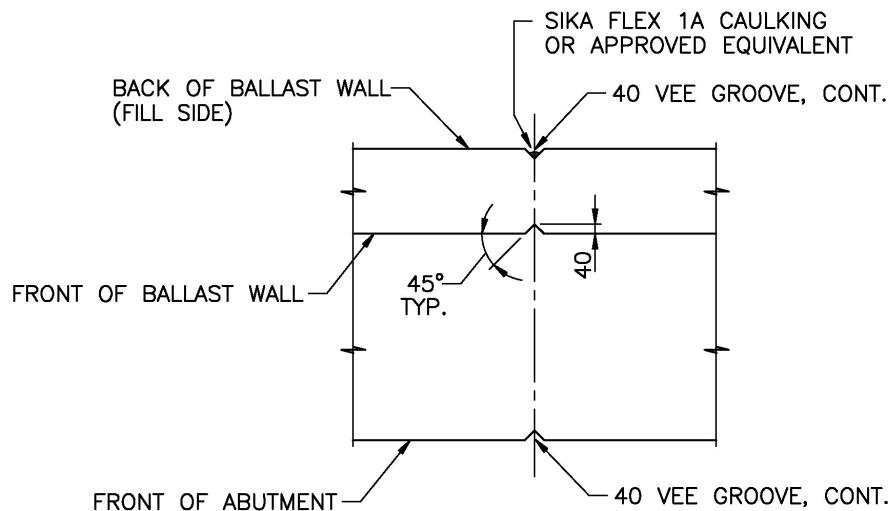 SIKA FLEX 1A CAULKING
OR APPROVED EQUIVALENT
BACK OF BALLAST WALL
(FILL SIDE)
40 VEE GROOVE, CONT.
45°
TYP.
40
FRONT OF BALLAST WALL
FRONT OF ABUTMENT
40 VEE GROOVE, CONT.